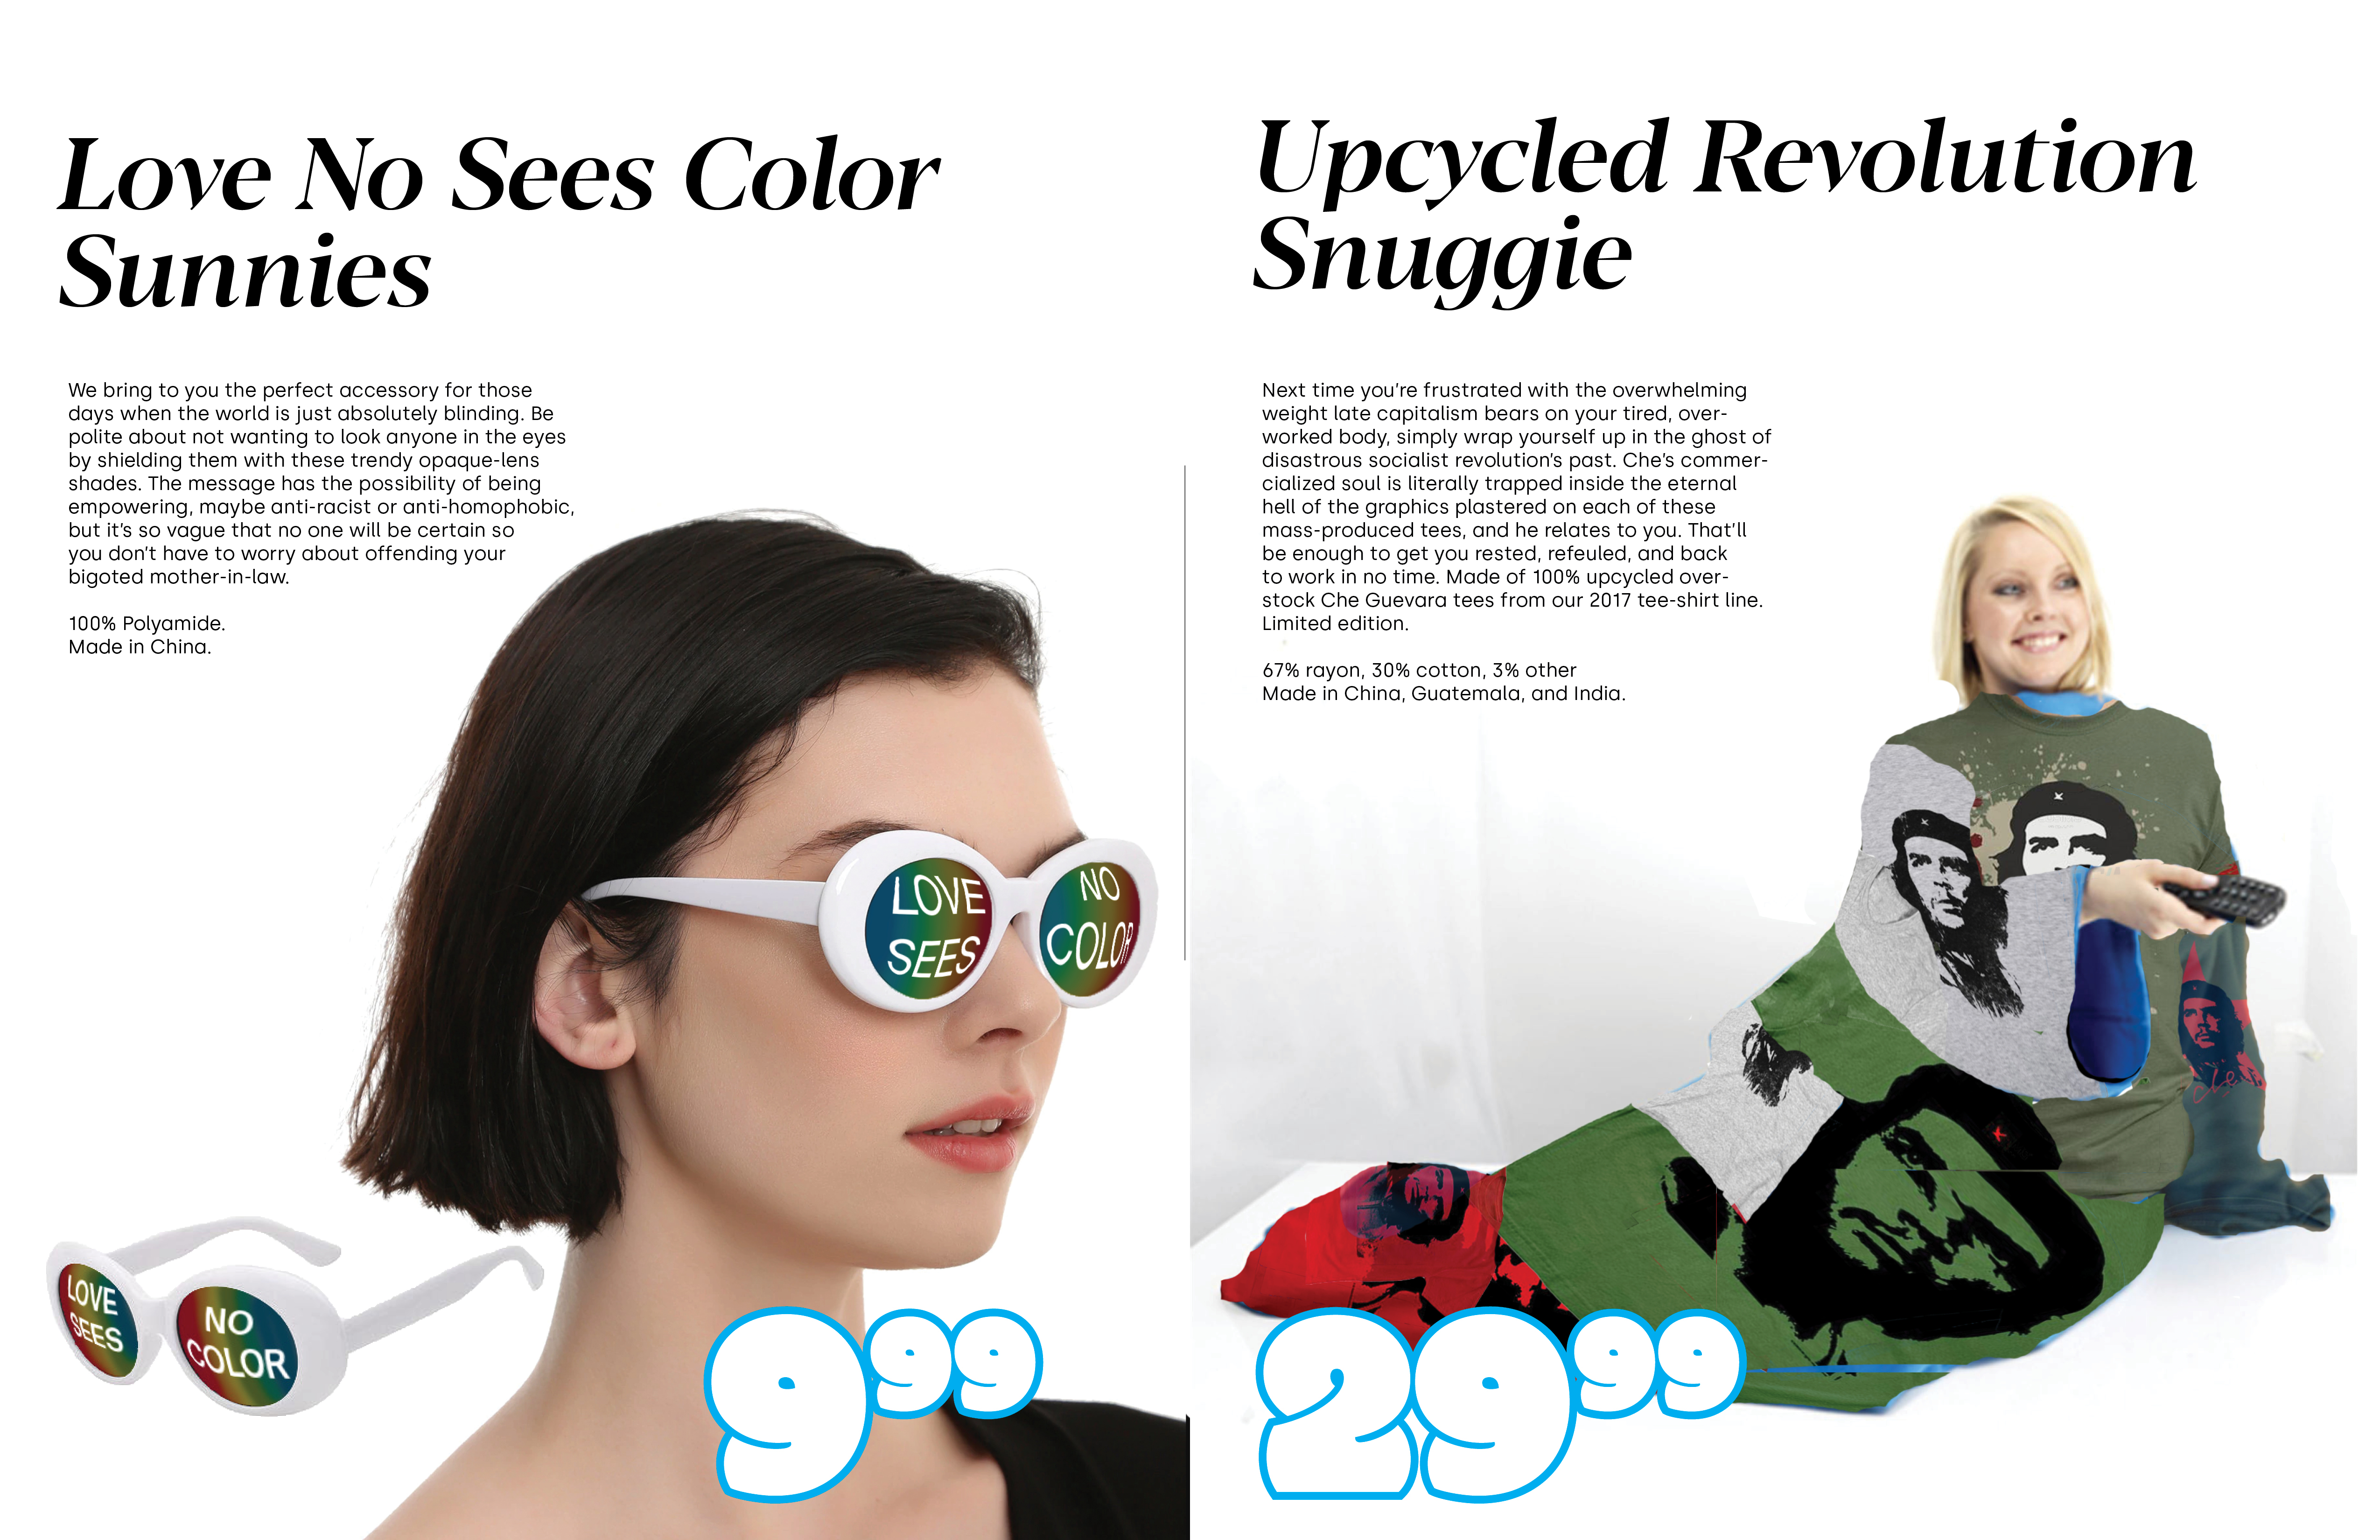 Love No Sees Color
Sunnies
We bring to you the perfect accessory for those
days when the world is just absolutely blinding. Be
polite about not wanting to look anyone in the eyes
by shielding them with these trendy opaque-lens
shades. The message has the possibility of being
empowering, maybe anti-racist or anti-homophobic,
but it's so vague that no one will be certain so
you don't have to worry about offending your
bigoted mother-in-law.
100% Polyamide.
Made in China.
LOVE
SEES
NO
COLOR
LOVE
SEES
NO
COLOR
999
Upcycled Revolution
Snuggie
Next time you're frustrated with the overwhelming
weight late capitalism bears on your tired, over-
worked body, simply wrap yourself up in the ghost of
disastrous socialist revolution's past. Che's commer-
cialized soul is literally trapped inside the eternal
hell of the graphics plastered on each of these
mass-produced tees, and he relates to you. That'll
be enough to get you rested, refeuled, and back
to work in no time. Made of 100% upcycled over-
stock Che Guevara tees from our 2017 tee-shirt line.
Limited edition.
67% rayon, 30% cotton, 3% other
Made in China, Guatemala, and India.
Che
2999